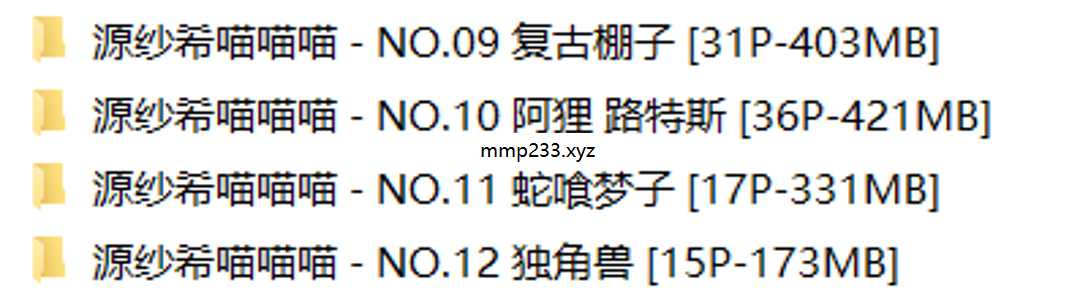 源纱希喵喵喵 - NO.09 复古棚子 [31P-403MB]
源纱希喵喵喵 - NO.10 阿狸 路特斯 [36P-421MB]
mmp233.xyz
源纱希喵喵喵 - NO.11 蛇喰梦子 [17P-331MB]
源纱希喵喵喵 - NO.12 独角兽 [15P-173MB]